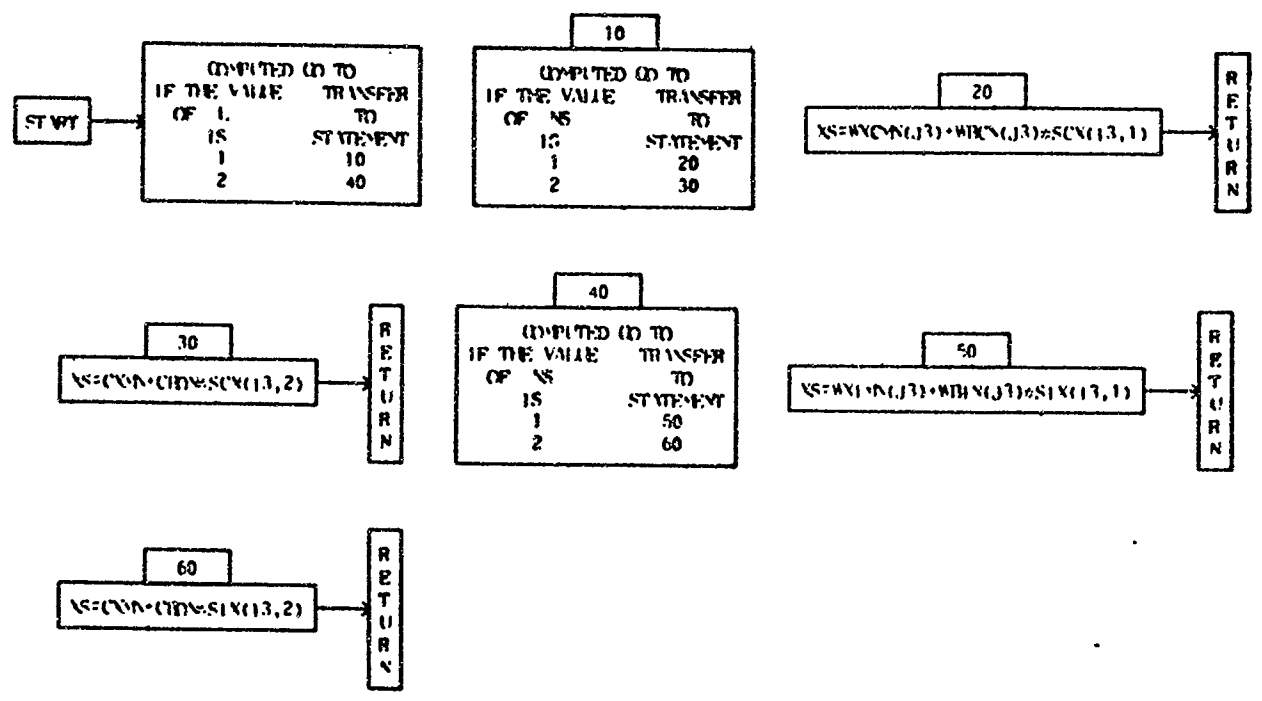 START
COMPUTED GO TO
IF THE VALUE TRANSFER
OF L TO
IS STATEMENT
1 10
2 40
10
COMPUTED GO TO
IF THE VALUE TRANSFER
OF NS TO
IS STATEMENT
1 20
2 30
20
RETURN
30
RETURN
40
COMPUTED GO TO
IF THE VALUE TRANSFER
OF NS TO
IS STATEMENT
1 50
2 60
50
RETURN
60
RETURN